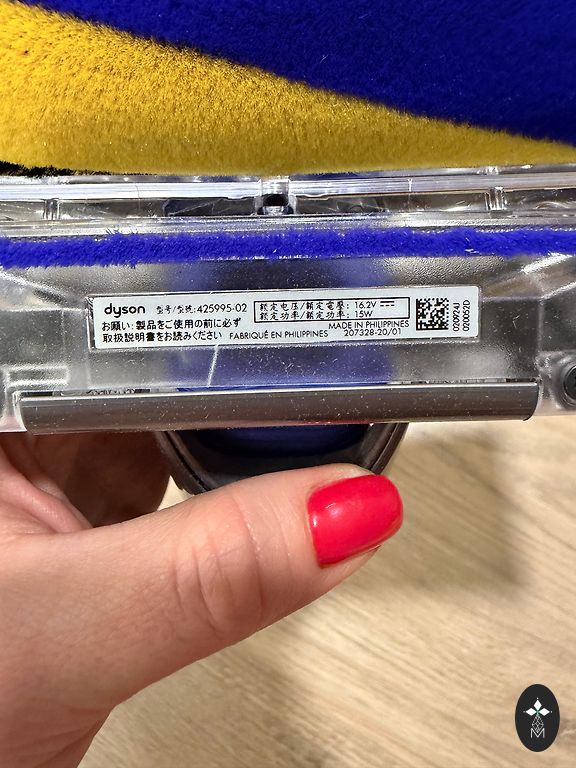 dyson 型号/型號:425995-02
额定电压/額定電壓: 16.2V
额定功率/額定功率: 15W
お願い:製品をご使用の前に必ず
取扱説明書をお読みください FABRIQUÉ EN PHILIPPINES
MADE IN PHILIPPINES
207328-20/01
020924J
020052D
M